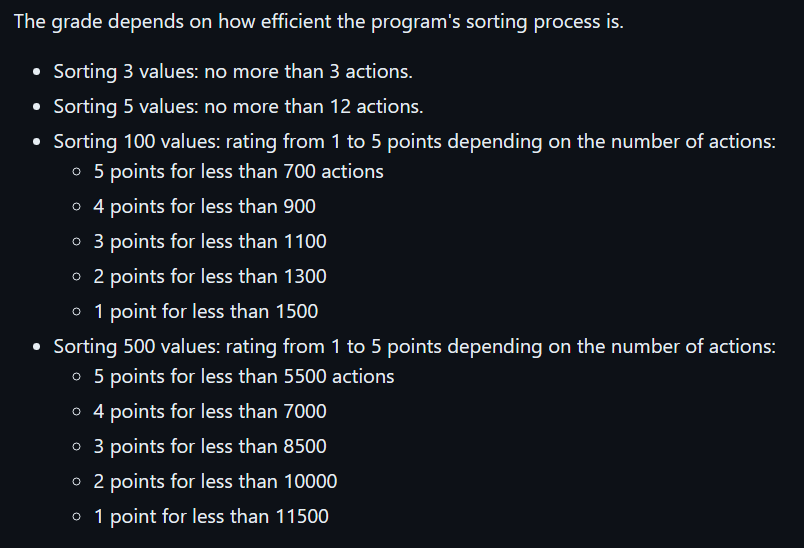 The grade depends on how efficient the program's sorting process is.
Sorting 3 values: no more than 3 actions.
Sorting 5 values: no more than 12 actions.
Sorting 100 values: rating from 1 to 5 points depending on the number of actions:
5 points for less than 700 actions
4 points for less than 900
3 points for less than 1100
2 points for less than 1300
1 point for less than 1500
Sorting 500 values: rating from 1 to 5 points depending on the number of actions:
5 points for less than 5500 actions
4 points for less than 7000
3 points for less than 8500
2 points for less than 10000
1 point for less than 11500